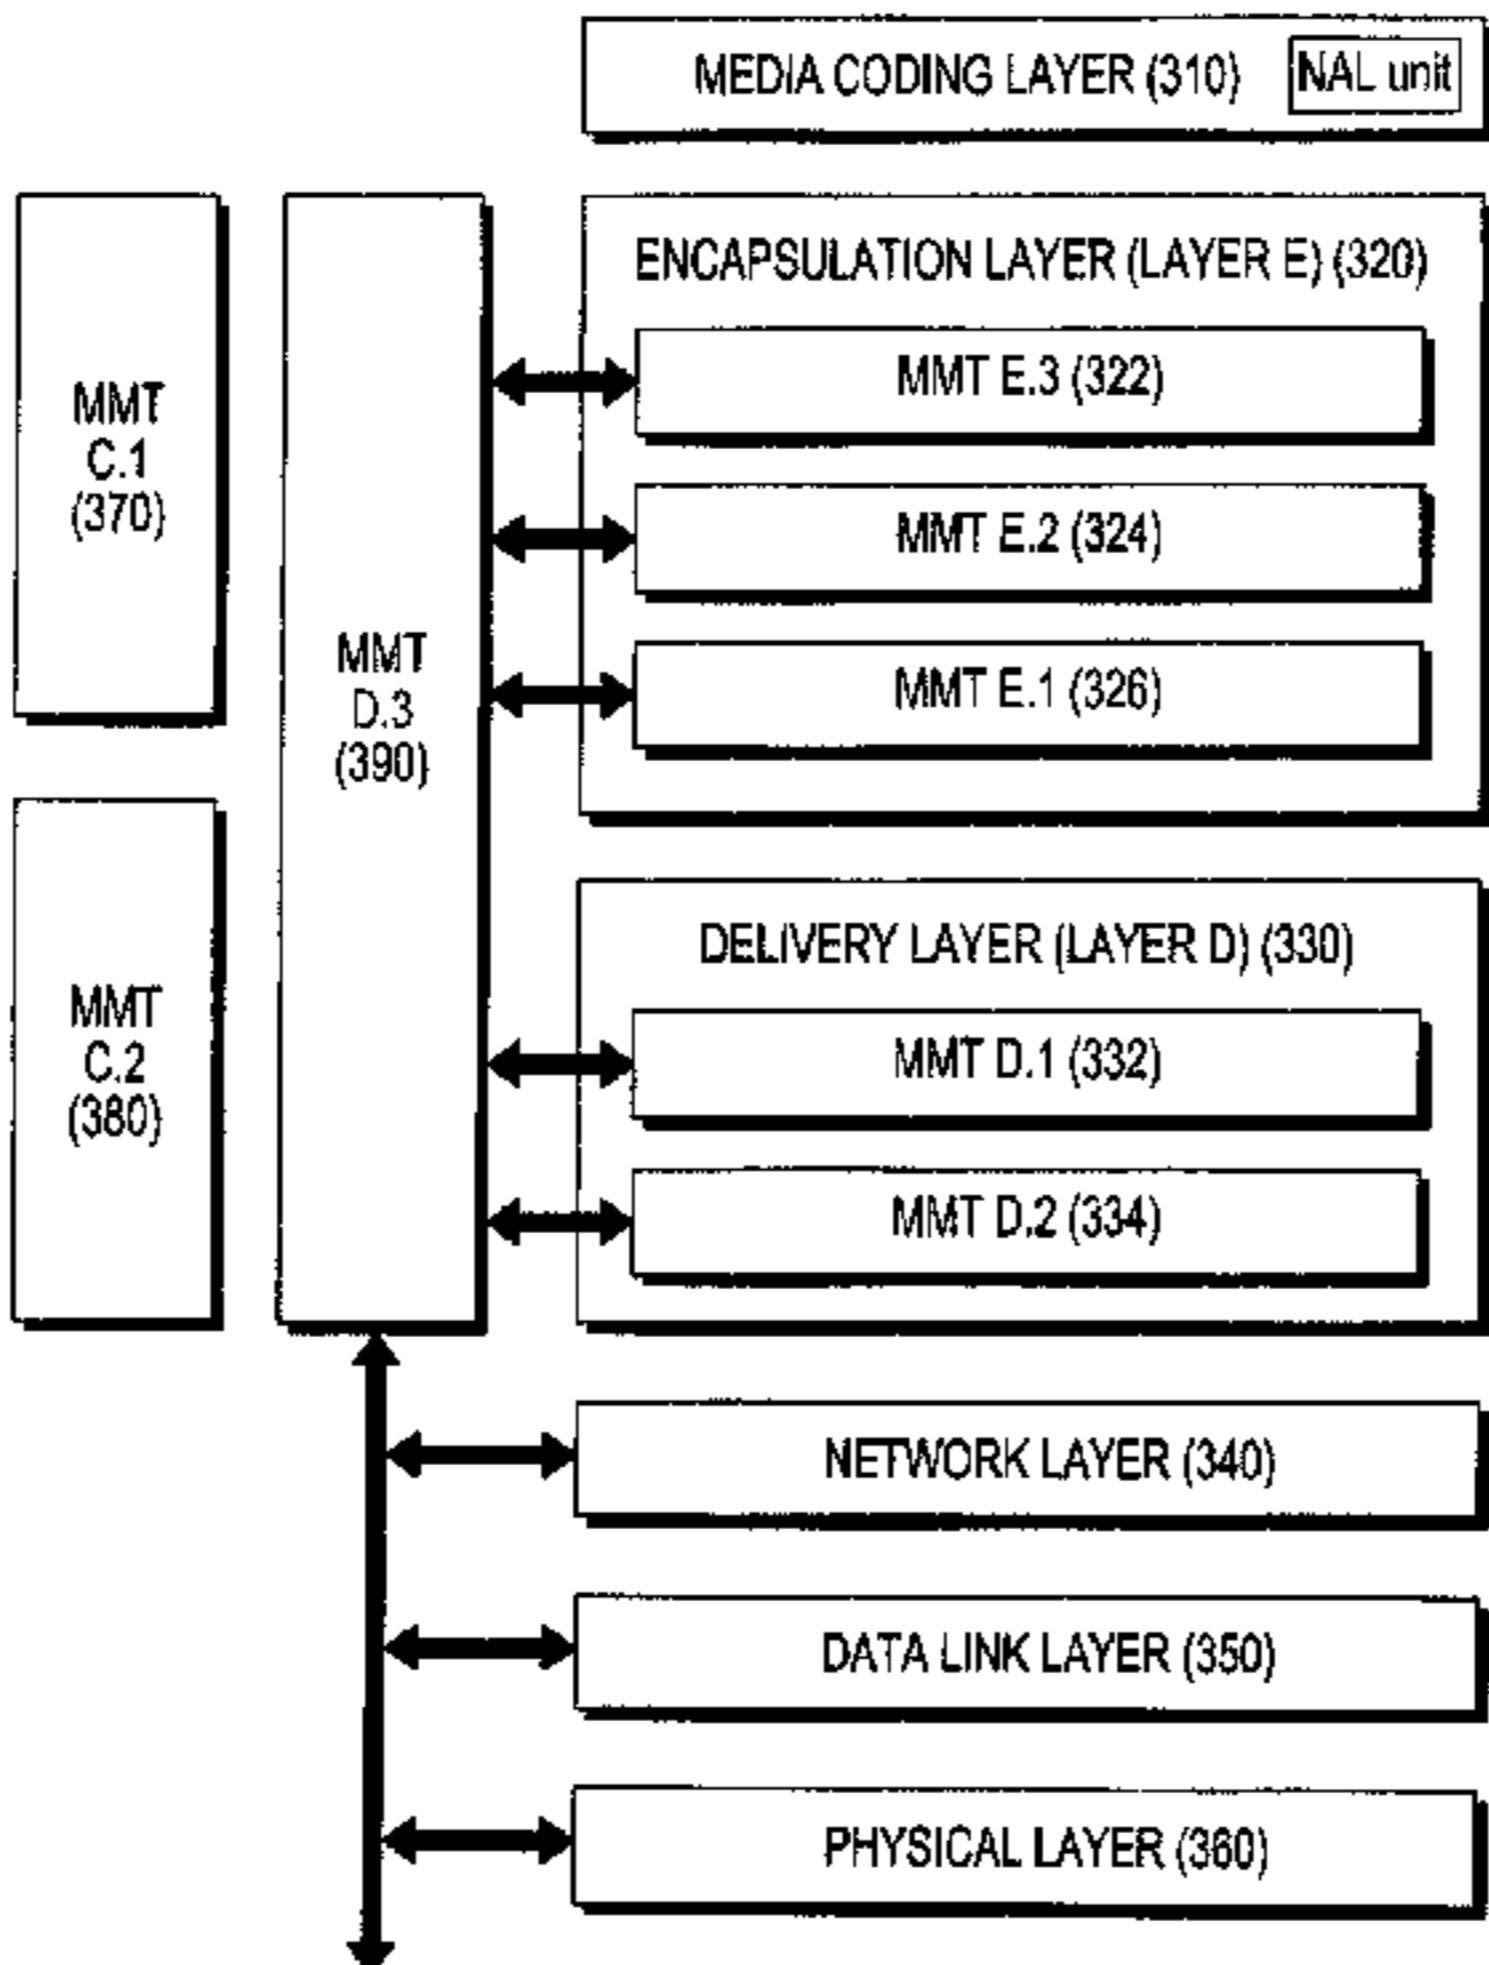 MEDIA CODING LAYER (310)
NAL unit
ENCAPSULATION LAYER (LAYER E) (320)
MMT E.3 (322)
MMT E.2 (324)
MMT E.1 (326)
MMT
C.1
(370)
MMT
D.3
(390)
MMT
C.2
(380)
DELIVERY LAYER (LAYER D) (330)
MMT D.1 (332)
MMT D.2 (334)
NETWORK LAYER (340)
DATA LINK LAYER (350)
PHYSICAL LAYER (360)